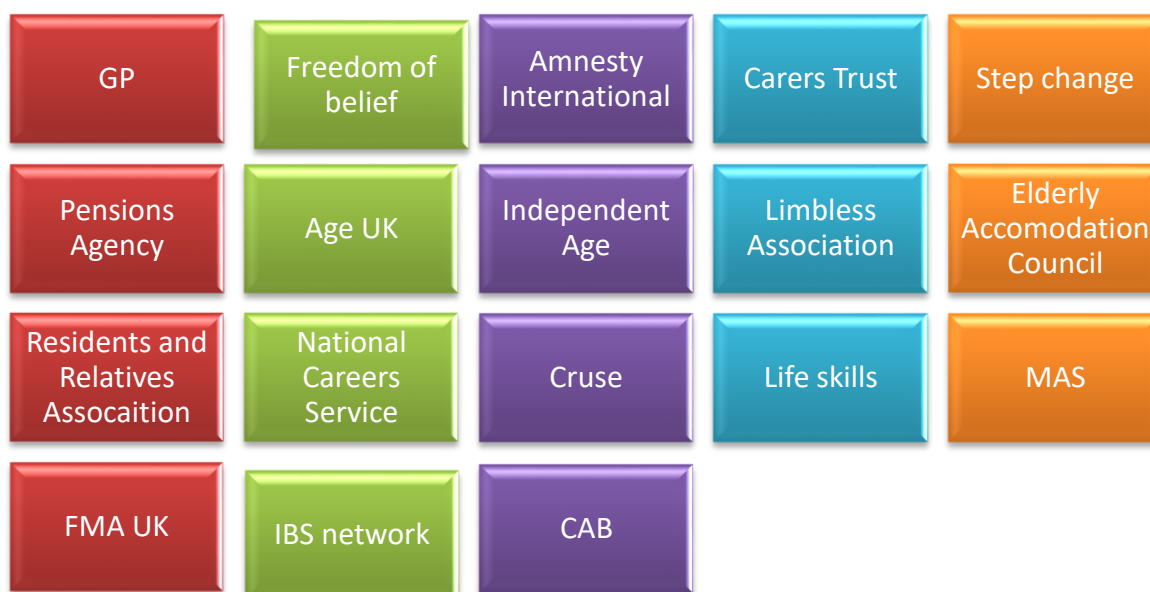 GP
Freedom of
belief
Amnesty
International
Carers Trust
Step change
Pensions
Agency
Age UK
Independent
Age
Limbless
Association
Elderly
Accomodation
Council
Residents and
Relatives
Assocaition
National
Careers
Service
Cruse
Life skills
MAS
FMA UK
IBS network
CAB